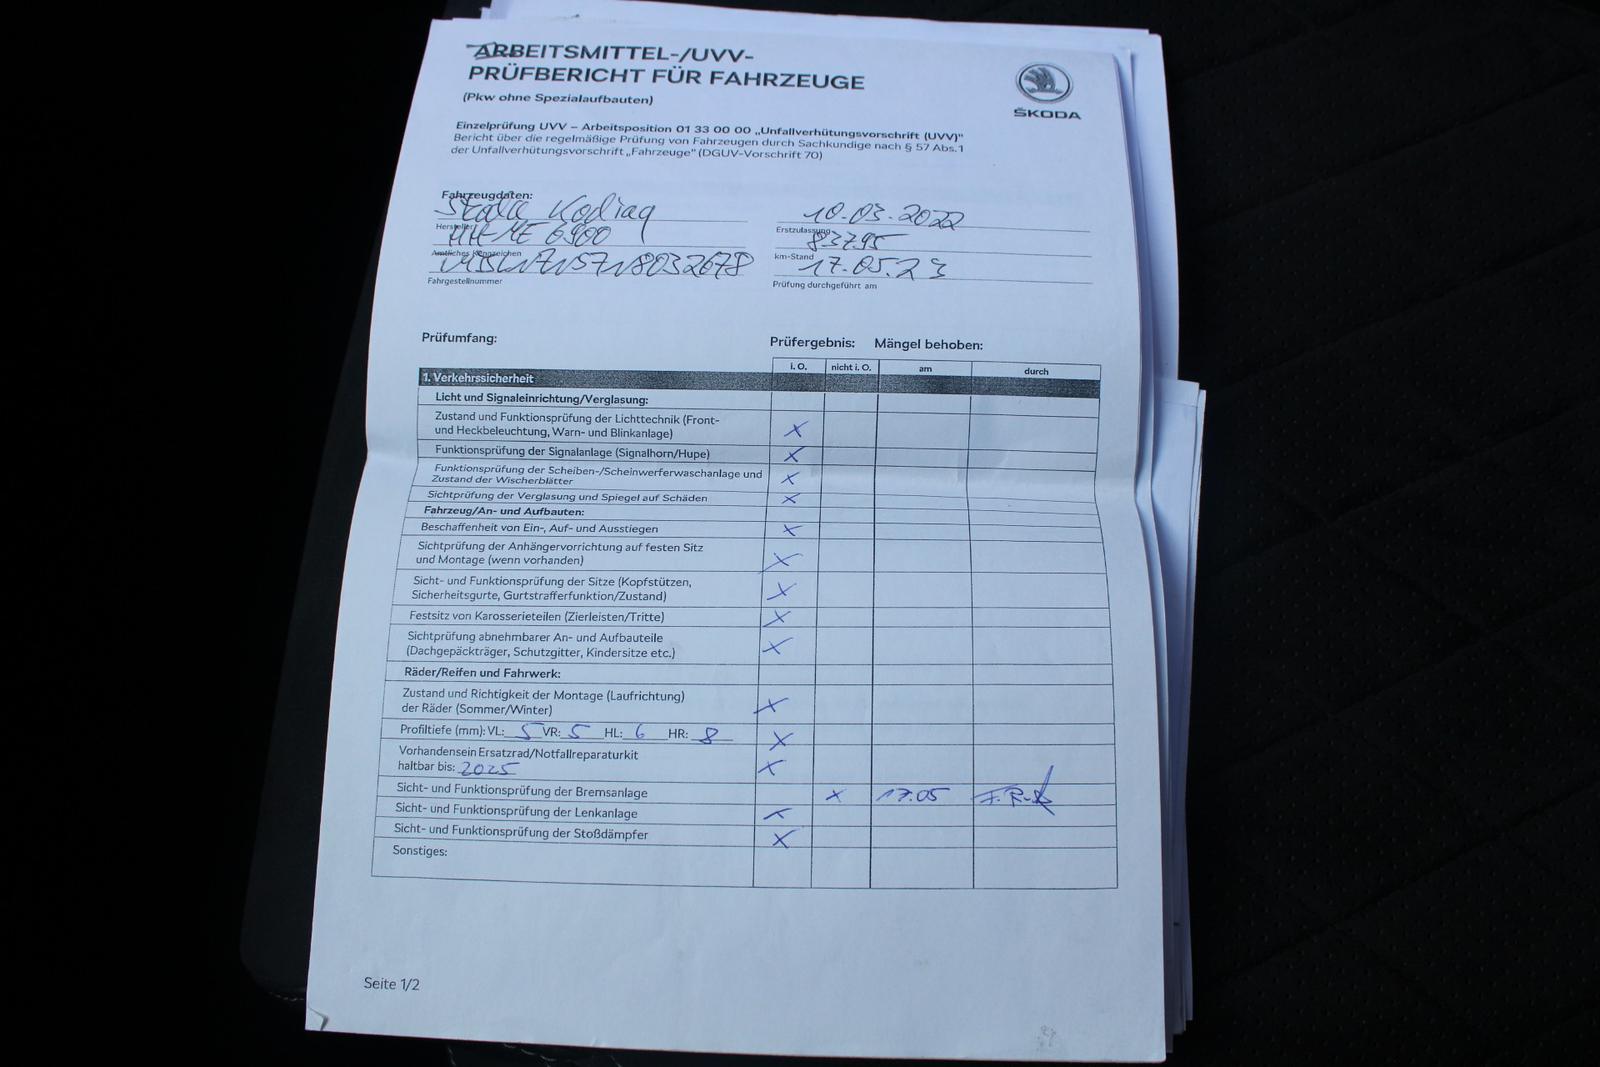 ARBEITSMITTEL-/UVV-
PRÜFBERICHT FÜR FAHRZEUGE
(Pkw ohne Spezialaufbauten)
ŠKODA
Einzelprüfung UVV – Arbeitsposition 01 33 00 00 „Unfallverhütungsvorschrift (UVV)"
Bericht über die regelmäßige Prüfung von Fahrzeugen durch Sachkundige nach § 57 Abs.1
der Unfallverhütungsvorschrift „Fahrzeuge" (DGUV-Vorschrift 70)
Fahrzeugdaten:
Skoda Kodiaq
10.03.2022
Hersteller
Erstzulassung
HH-ME 6900
83795
Amtliches Kennzeichen
km-Stand
17.05.23
Fahrgestellnummer
Prüfung durchgeführt am
Prüfumfang:
Prüfergebnis: Mängel behoben:
i. O. nicht i. O. am durch
1. Verkehrssicherheit
Licht und Signaleinrichtung/Verglasung:
Zustand und Funktionsprüfung der Lichttechnik (Front-
und Heckbeleuchtung, Warn- und Blinkanlage) X
Funktionsprüfung der Signalanlage (Signalhorn/Hupe) X
Funktionsprüfung der Scheiben-/Scheinwerferwaschanlage und
Zustand der Wischerblätter X
Sichtprüfung der Verglasung und Spiegel auf Schäden X
Fahrzeug/An- und Aufbauten:
Beschaffenheit von Ein-, Auf- und Ausstiegen X
Sichtprüfung der Anhängervorrichtung auf festen Sitz
und Montage (wenn vorhanden) X
Sicht- und Funktionsprüfung der Sitze (Kopfstützen,
Sicherheitsgurte, Gurtstrafferfunktion/Zustand) X
Festsitz von Karosserieteilen (Zierleisten/Tritte) X
Sichtprüfung abnehmbarer An- und Aufbauteile
(Dachgepäckträger, Schutzgitter, Kindersitze etc.) X
Räder/Reifen und Fahrwerk:
Zustand und Richtigkeit der Montage (Laufrichtung)
der Räder (Sommer/Winter) X
Profiltiefe (mm): VL: 5 VR: 5 HL: 6 HR: 8 X
Vorhandensein Ersatzrad/Notfallreparaturkit
haltbar bis: 2025 X
Sicht- und Funktionsprüfung der Bremsanlage X 17.05
Sicht- und Funktionsprüfung der Lenkanlage X
Sicht- und Funktionsprüfung der Stoßdämpfer X
Sonstiges:
Seite 1/2